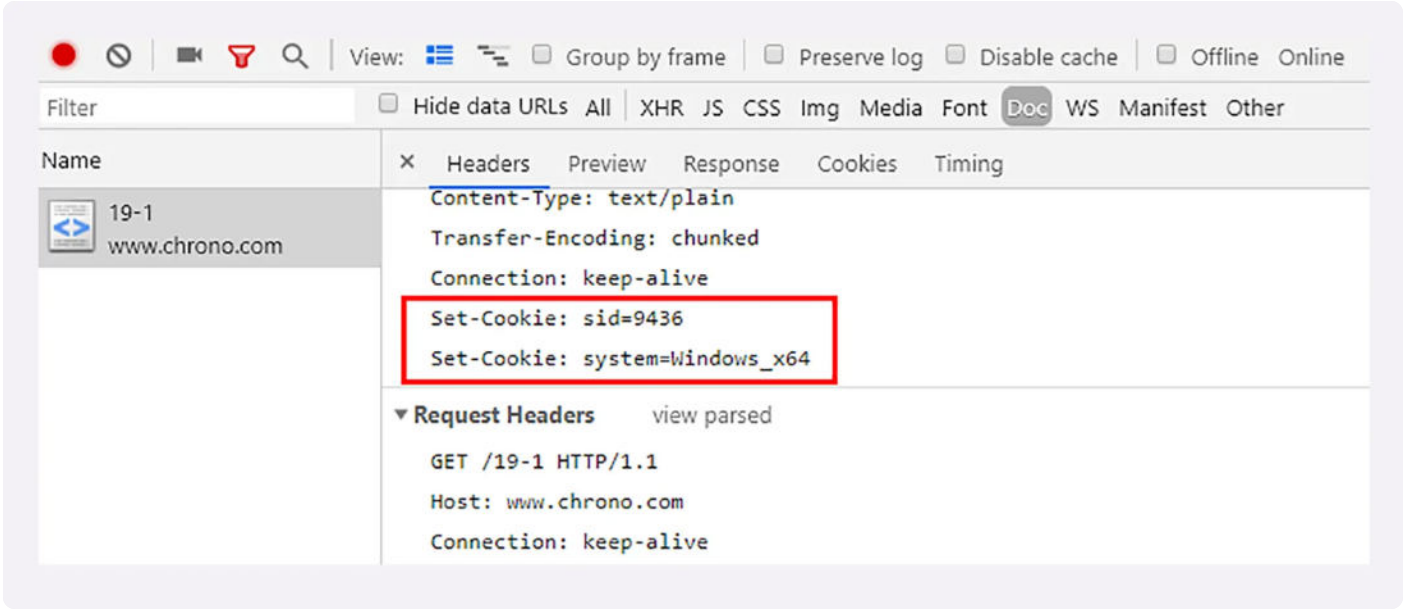 View: Group by frame Preserve log Disable cache Offline Online
Filter Hide data URLs All XHR JS CSS Img Media Font Doc WS Manifest Other
Name
× Headers Preview Response Cookies Timing
19-1
www.chrono.com
Content-Type: text/plain
Transfer-Encoding: chunked
Connection: keep-alive
Set-Cookie: sid=9436
Set-Cookie: system=Windows_x64
Request Headers view parsed
GET /19-1 HTTP/1.1
Host: www.chrono.com
Connection: keep-alive